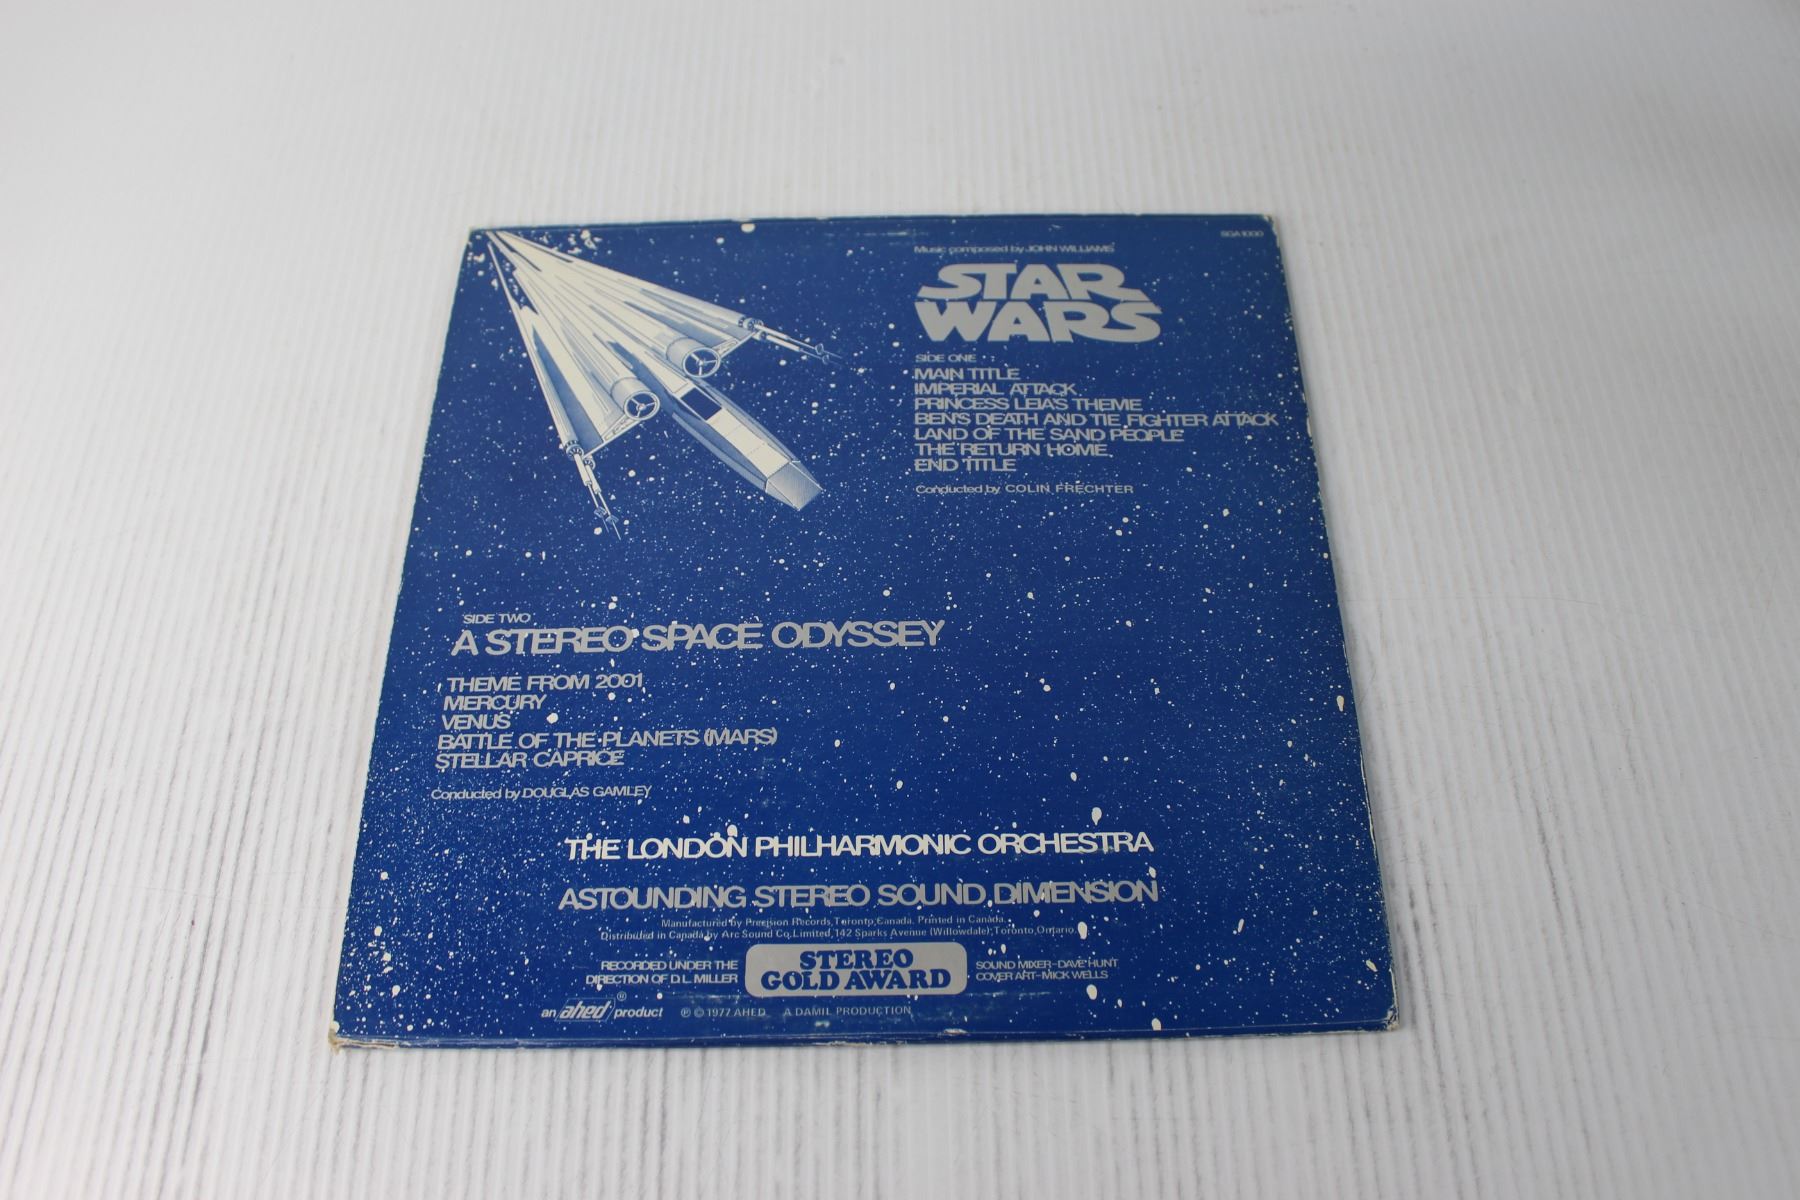 SGA 1000
Music composed by JOHN WILLIAMS
STAR
WARS
SIDE ONE
MAIN TITLE
IMPERIAL ATTACK
PRINCESS LEIA'S THEME
BEN'S DEATH AND TIE FIGHTER ATTACK
LAND OF THE SAND PEOPLE
THE RETURN HOME
END TITLE
Conducted by COLIN FRECHTER
SIDE TWO
A STEREO SPACE ODYSSEY
THEME FROM 2001
MERCURY
VENUS
BATTLE OF THE PLANETS (MARS)
STELLAR CAPRICE
Conducted by DOUGLAS GAMLEY
THE LONDON PHILHARMONIC ORCHESTRA
ASTOUNDING STEREO SOUND DIMENSION
Manufactured by Precision Records, Toronto, Canada. Printed in Canada.
Distributed in Canada by Arc Sound Co. Limited, 142 Sparks Avenue (Willowdale), Toronto, Ontario.
RECORDED UNDER THE
DIRECTION OF D.L. MILLER
STEREO
GOLD AWARD
SOUND MIXER-DAVE HUNT
COVER ART-MICK WELLS
an ahed® product ℗ © 1977 AHED A DAMIL PRODUCTION